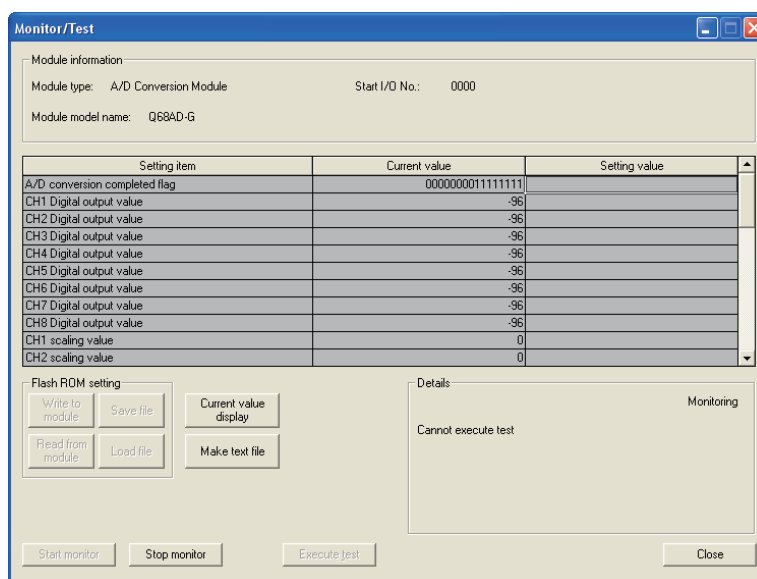 Monitor/Test
Module information
Module type: A/D Conversion Module Start I/O No.: 0000
Module model name: Q68AD-G
Setting item Current value Setting value
A/D conversion completed flag 0000000011111111
CH1 Digital output value -96
CH2 Digital output value -96
CH3 Digital output value -96
CH4 Digital output value -96
CH5 Digital output value -96
CH6 Digital output value -96
CH7 Digital output value -96
CH8 Digital output value -96
CH1 scaling value 0
CH2 scaling value 0
Flash ROM setting
Write to
module
Save file
Current value
display
Read from
module
Load file
Make text file
Details
Monitoring
Cannot execute test
Start monitor Stop monitor Execute test Close